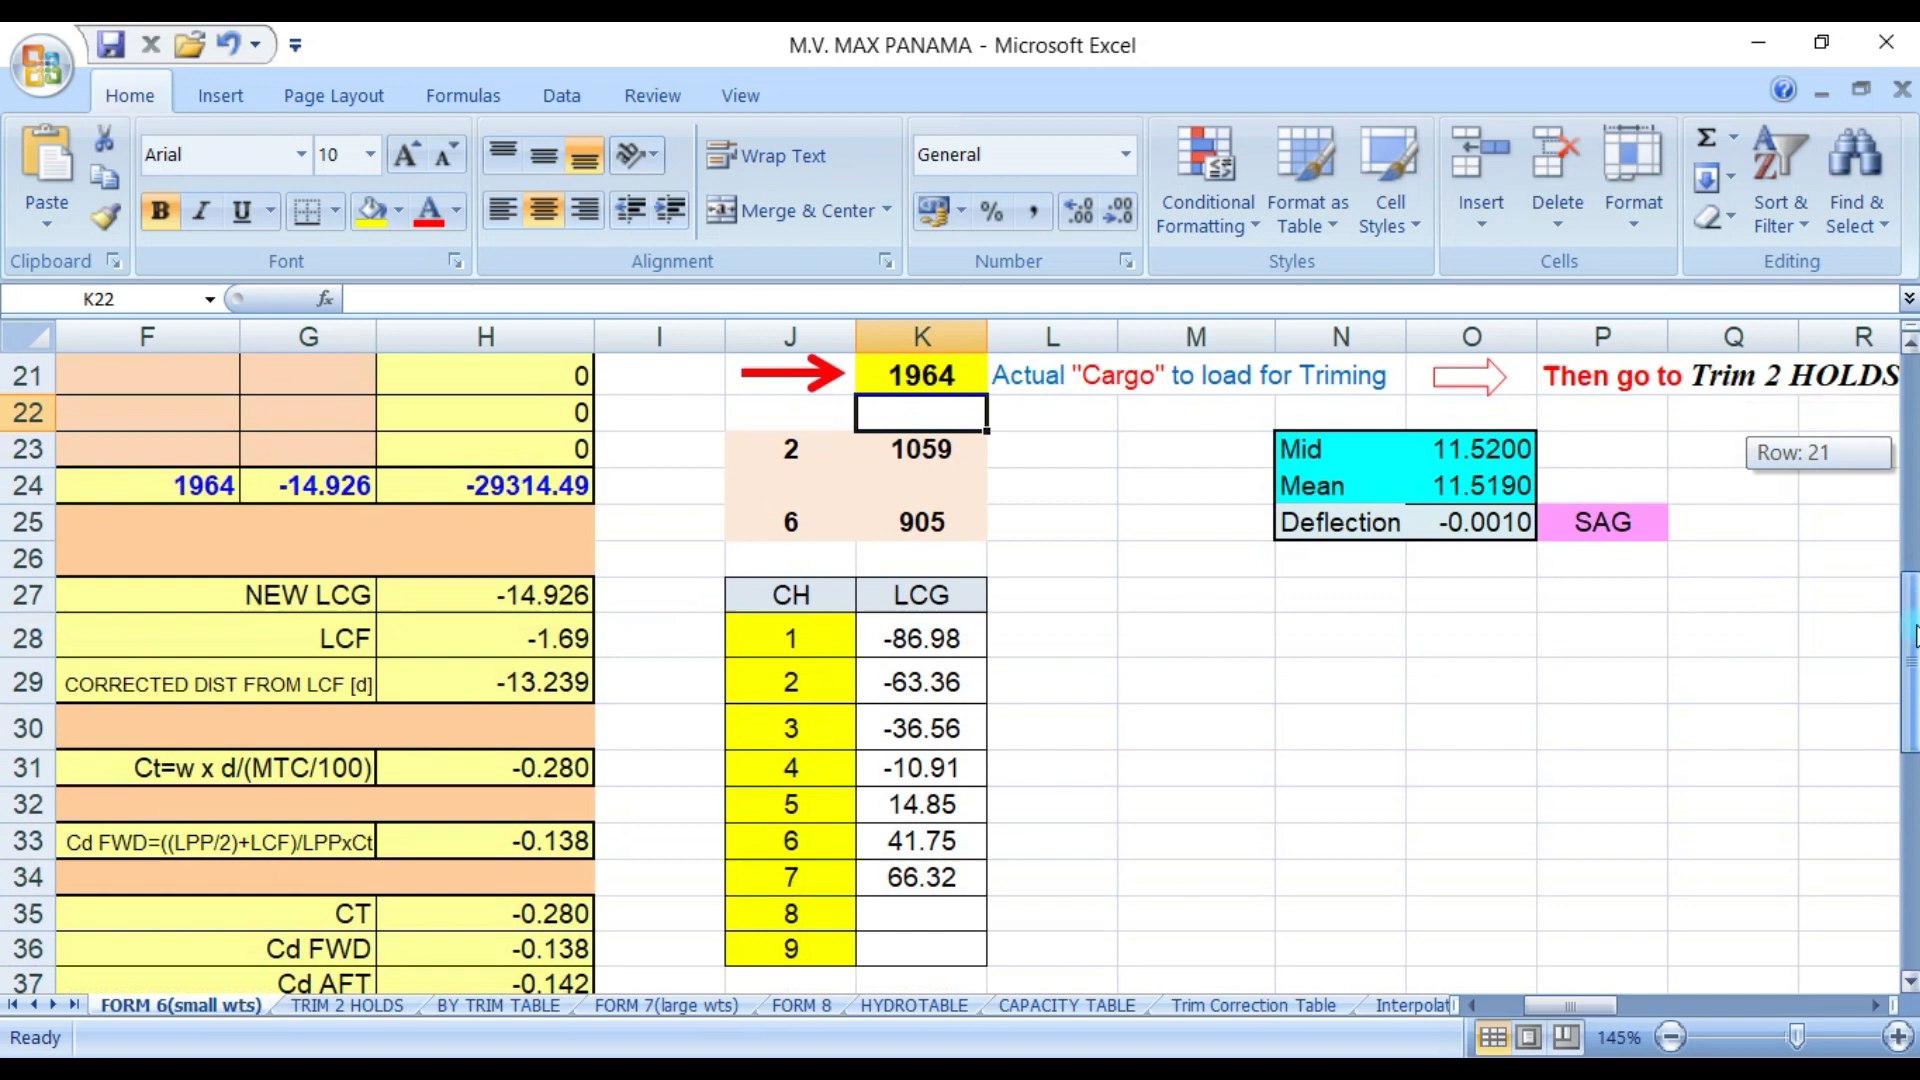 M.V. MAX PANAMA - Microsoft Excel
Home Insert Page Layout Formulas Data Review View
Arial 10 A A Wrap Text General Σ
Paste B I U A Merge & Center % , .0 .00 .00 .0 Conditional Formatting Format as Table Cell Styles Insert Delete Format A Z Sort & Filter Find & Select
Clipboard Font Alignment Number Styles Cells Editing
K22 fx
F G H I J K L M N O P Q R
21 0 1964 Actual "Cargo" to load for Triming Then go to Trim 2 HOLDS
22 0
23 0 2 1059 Mid 11.5200 Row: 21
24 1964 -14.926 -29314.49 Mean 11.5190
25 6 905 Deflection -0.0010 SAG
26
27 NEW LCG -14.926 CH LCG
28 LCF -1.69 1 -86.98
29 CORRECTED DIST FROM LCF [d] -13.239 2 -63.36
30 3 -36.56
31 Ct=w x d/(MTC/100) -0.280 4 -10.91
32 5 14.85
33 Cd FWD=((LPP/2)+LCF)/LPPxCt -0.138 6 41.75
34 7 66.32
35 CT -0.280 8
36 Cd FWD -0.138 9
37 Cd AFT -0.142
FORM 6(small wts) TRIM 2 HOLDS BY TRIM TABLE FORM 7(large wts) FORM 8 HYDROTABLE CAPACITY TABLE Trim Correction Table Interpolat
Ready 145%